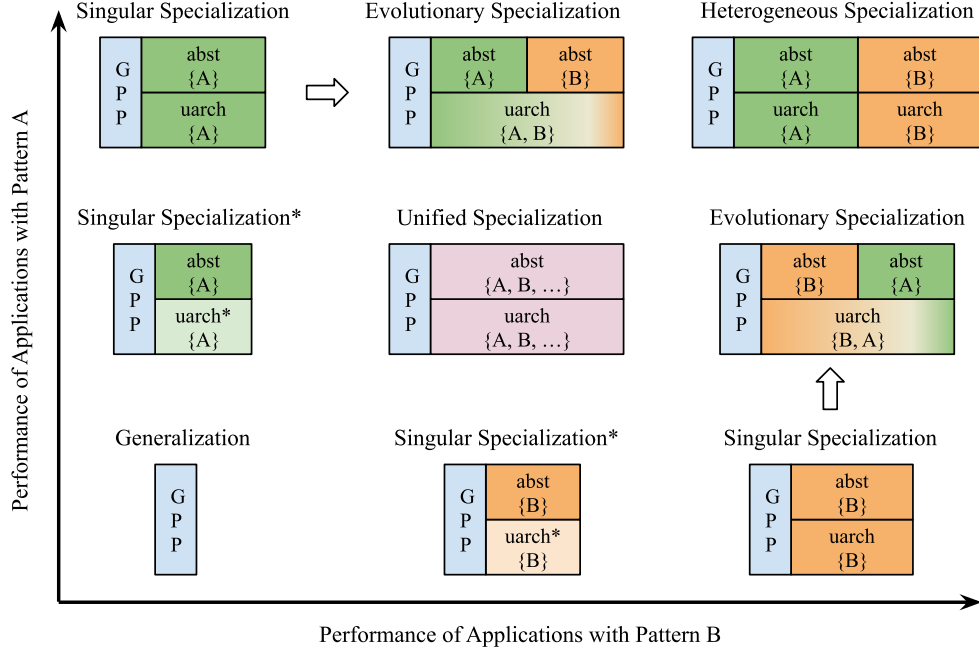 Singular Specialization
G
P
P
abst
{A}
uarch
{A}
Evolutionary Specialization
G
P
P
abst
{A}
abst
{B}
uarch
{A, B}
Heterogeneous Specialization
G
P
P
abst
{A}
abst
{B}
uarch
{A}
uarch
{B}
Singular Specialization*
G
P
P
abst
{A}
uarch*
{A}
Unified Specialization
G
P
P
abst
{A, B, …}
uarch
{A, B, …}
Evolutionary Specialization
G
P
P
abst
{B}
abst
{A}
uarch
{B, A}
Generalization
G
P
P
Singular Specialization*
G
P
P
abst
{B}
uarch*
{B}
Singular Specialization
G
P
P
abst
{B}
uarch
{B}
Performance of Applications with Pattern A
Performance of Applications with Pattern B